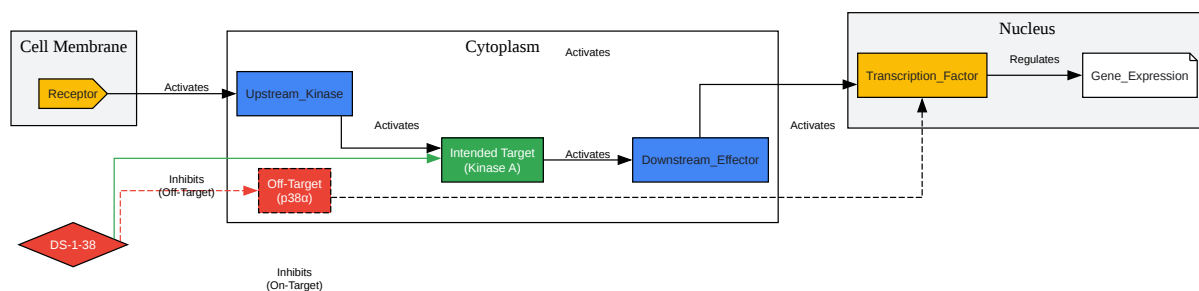 Cell Membrane
Receptor
Activates
Cytoplasm
Activates
Upstream_Kinase
Activates
Intended Target
(Kinase A)
Activates
Downstream_Effector
Off-Target
(p38α)
Inhibits
(Off-Target)
DS-1-38
Inhibits
(On-Target)
Activates
Nucleus
Transcription_Factor
Regulates
Gene_Expression